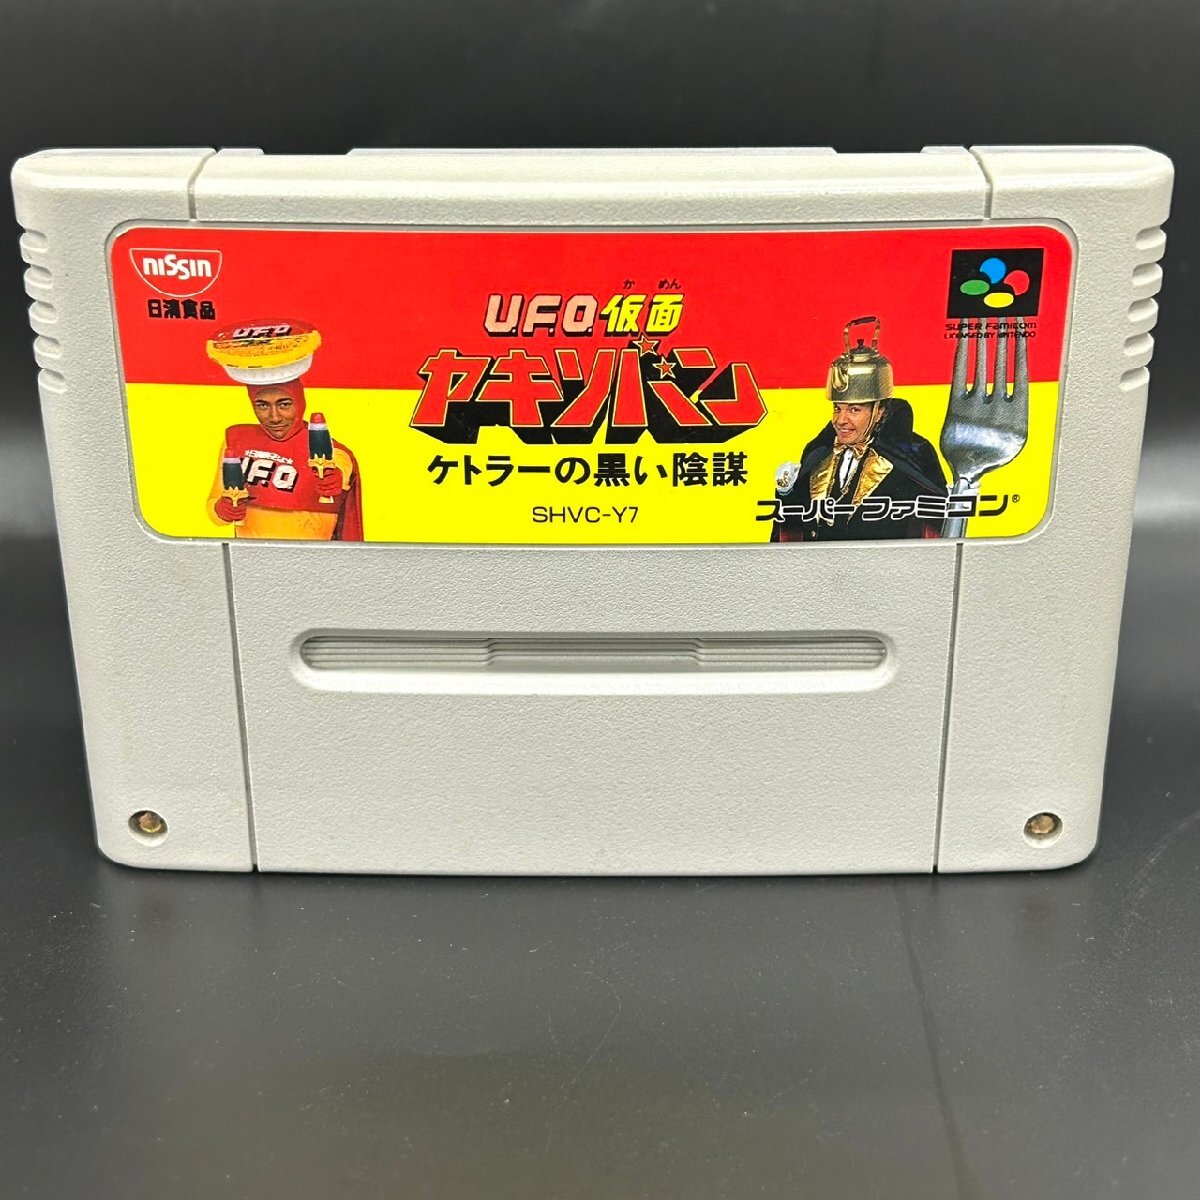 NISSIN
日清食品
U.F.O
U.F.O
かめん
U.F.O.仮面
ヤキソバン
ケトラーの黒い陰謀
SHVC-Y7
SUPER FAMICOM
LICENSED BY NINTENDO
スーパーファミコン®